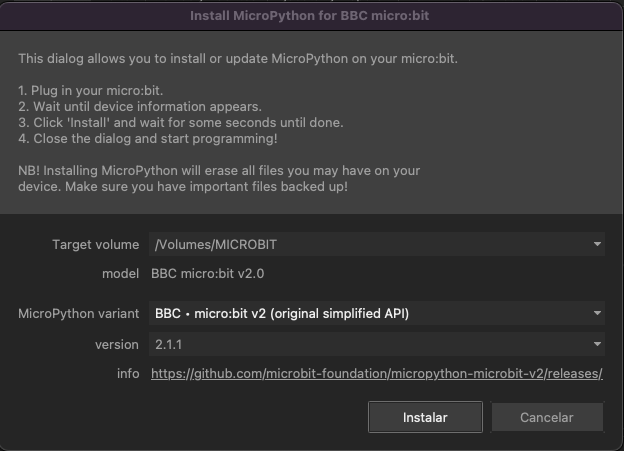 Install MicroPython for BBC micro:bit
This dialog allows you to install or update MicroPython on your micro:bit.
1. Plug in your micro:bit.
2. Wait until device information appears.
3. Click 'Install' and wait for some seconds until done.
4. Close the dialog and start programming!
NB! Installing MicroPython will erase all files you may have on your
device. Make sure you have important files backed up!
Target volume /Volumes/MICROBIT
model BBC micro:bit v2.0
MicroPython variant BBC • micro:bit v2 (original simplified API)
version 2.1.1
info https://github.com/microbit-foundation/micropython-microbit-v2/releases/
Instalar Cancelar